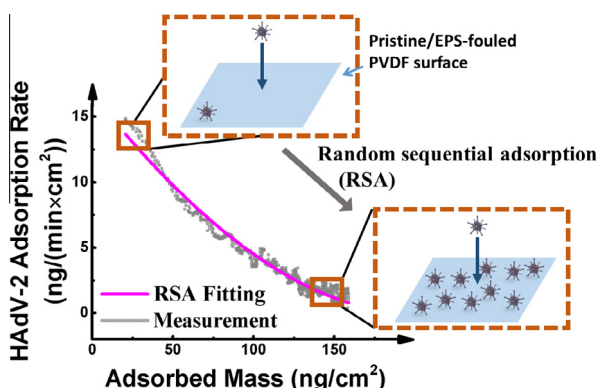 Pristine/EPS-fouled
PVDF surface
HAdV-2 Adsorption Rate
(ng/(min×cm²)
15
10
5
0
Random sequential adsorption
(RSA)
RSA Fitting
Measurement
0
50
100
150
Adsorbed Mass (ng/cm²)